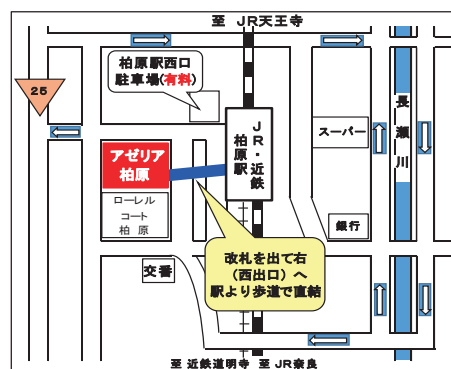 至 JR天王寺
柏原駅西口
駐車場(有料)
25
JR・近鉄
柏原駅
スーパー
長瀬川
アゼリア
柏原
ローレル
コート
柏原
銀行
改札を出て右
（西出口）へ
駅より歩道で直結
交番
至 近鉄道明寺 至 JR奈良